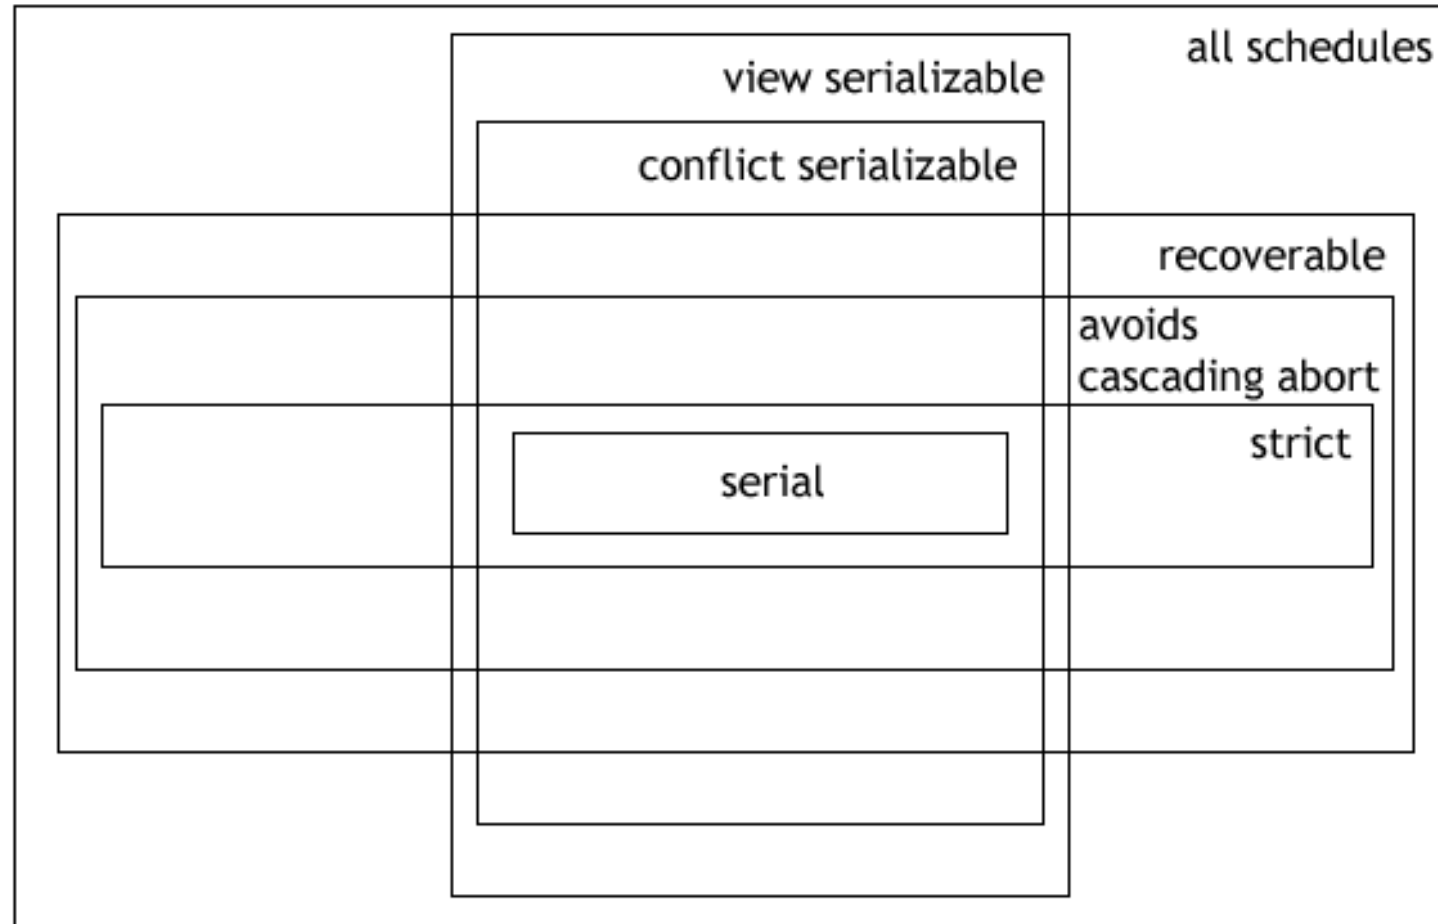 all schedules
view serializable
conflict serializable
recoverable
avoids
cascading abort
strict
serial